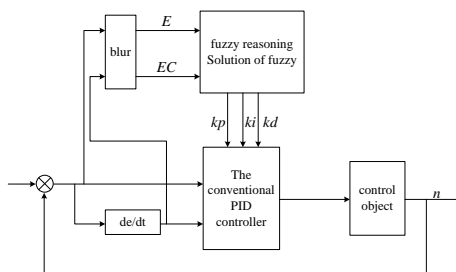 E
fuzzy reasoning
Solution of fuzzy
blur
EC
kp ki kd
The
conventional
PID
controller
control
object
n
de/dt